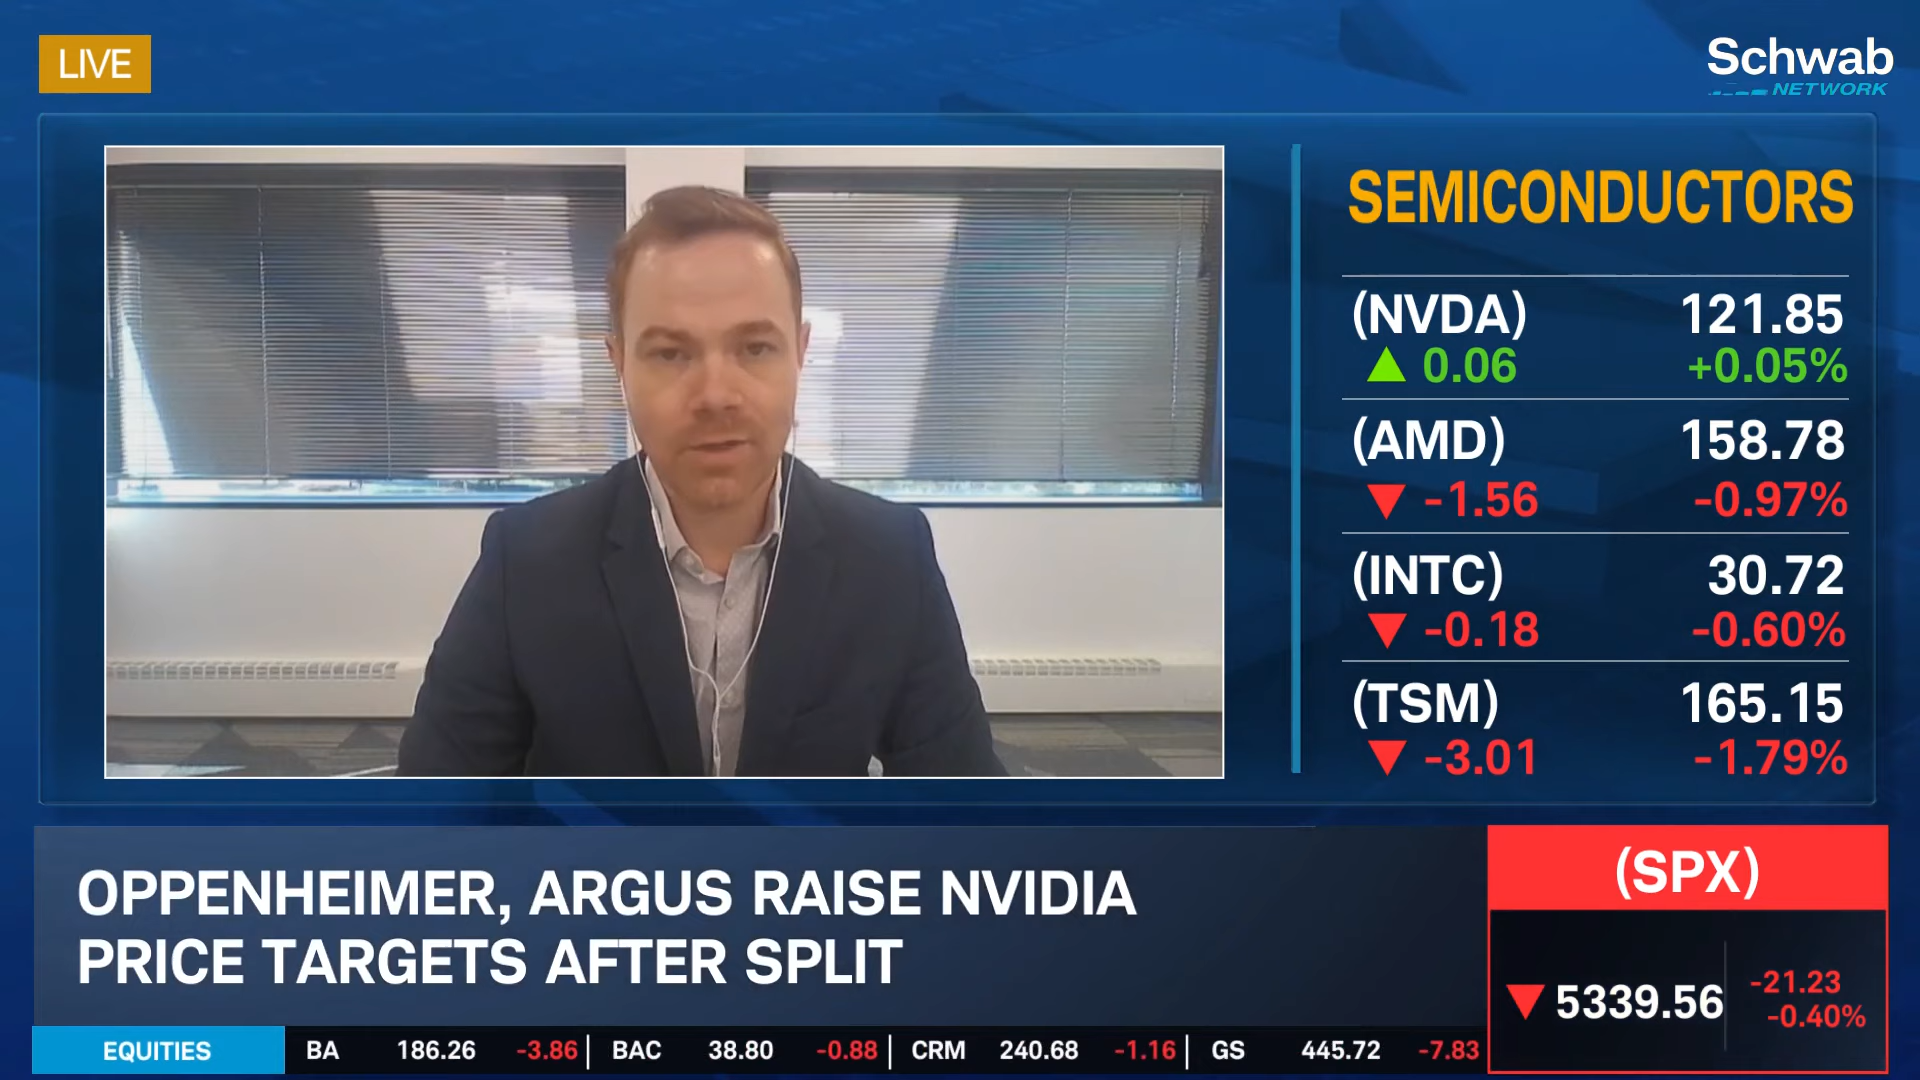 LIVE
Schwab
NETWORK
SEMICONDUCTORS
(NVDA) 121.85
▲ 0.06 +0.05%
(AMD) 158.78
▼ -1.56 -0.97%
(INTC) 30.72
▼ -0.18 -0.60%
(TSM) 165.15
▼ -3.01 -1.79%
OPPENHEIMER, ARGUS RAISE NVIDIA
PRICE TARGETS AFTER SPLIT
(SPX)
▼ 5339.56 -21.23
-0.40%
EQUITIES BA 186.26 -3.86 BAC 38.80 -0.88 CRM 240.68 -1.16 GS 445.72 -7.83